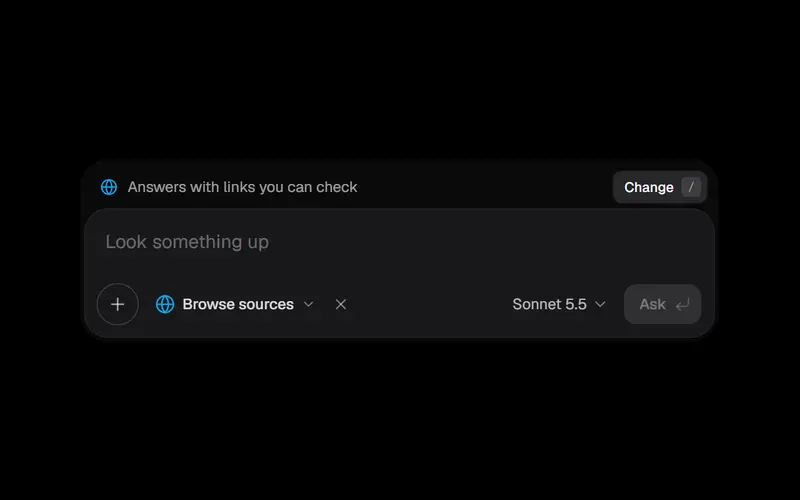 Answers with links you can check
Change /
Look something up
Browse sources
Sonnet 5.5
Ask